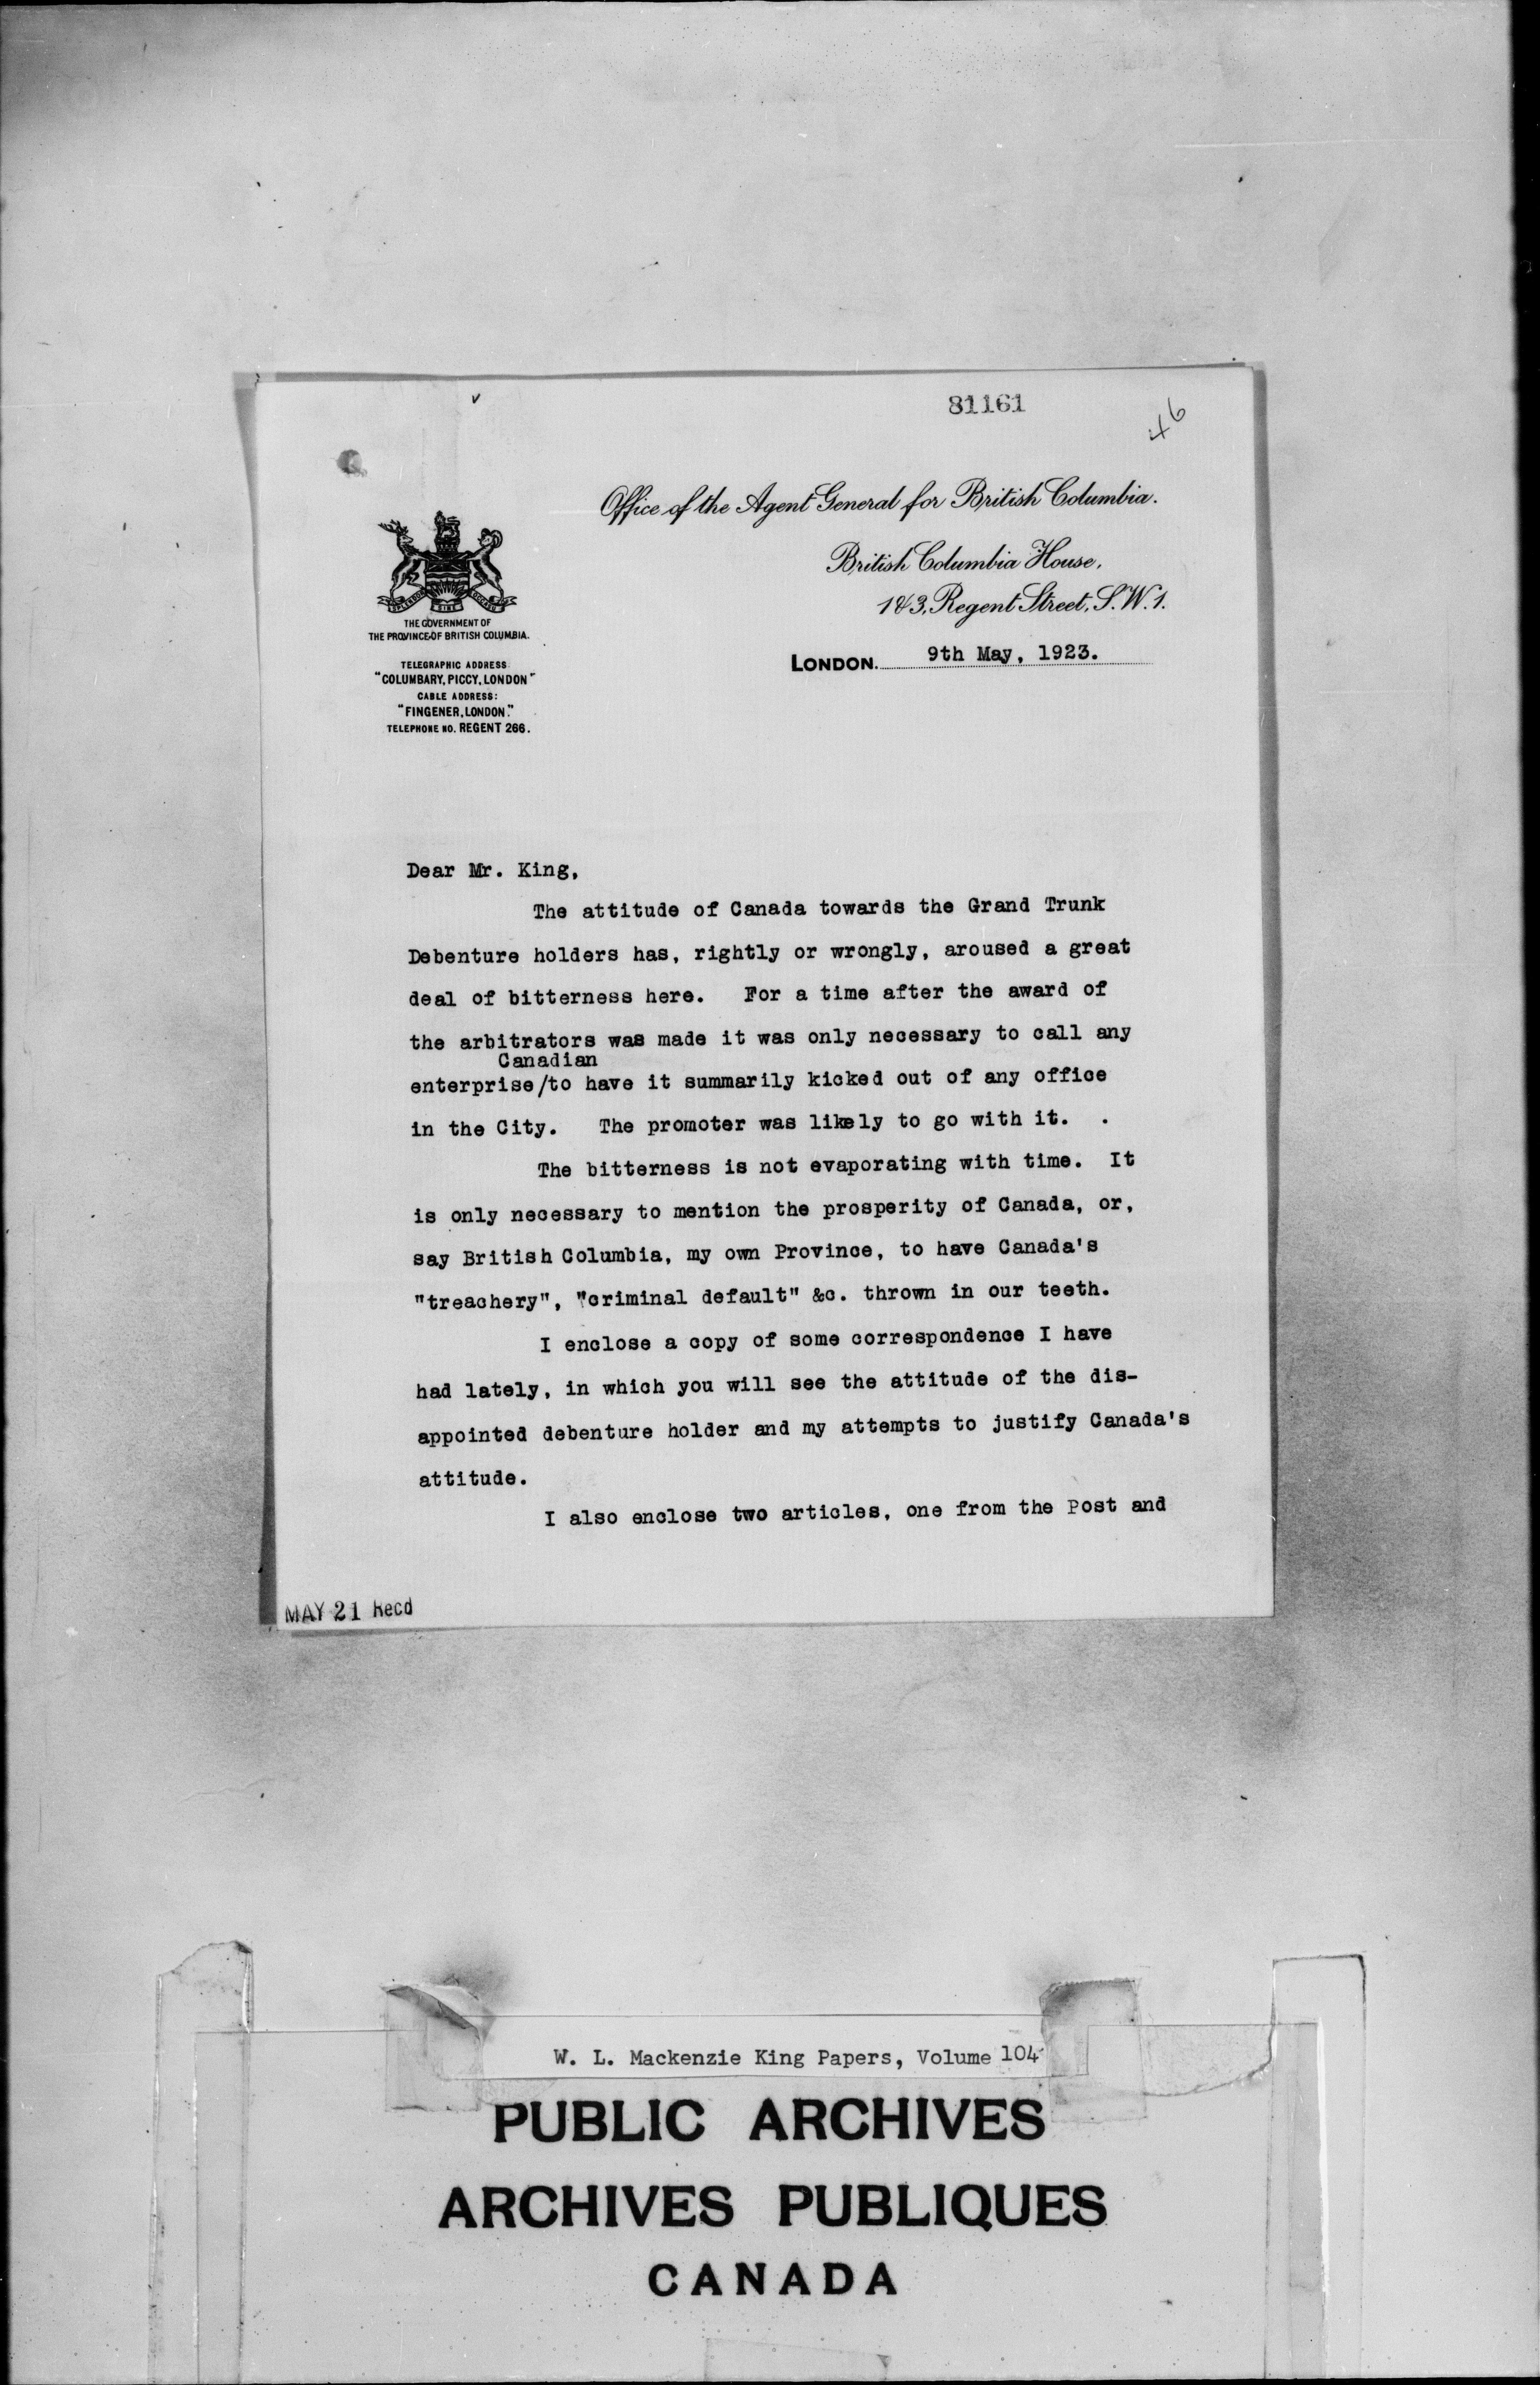 81161
46
Office of the Agent General for British Columbia.
British Columbia House,
1&3, Regent Street, S.W.1.
LONDON. 9th May, 1923.
SPLENDOR SINE OCCASU
THE GOVERNMENT OF
THE PROVINCE OF BRITISH COLUMBIA.
TELEGRAPHIC ADDRESS
"COLUMBARY, PICCY, LONDON"
CABLE ADDRESS:
"FINGENER, LONDON."
TELEPHONE NO. REGENT 266.
Dear Mr. King,
The attitude of Canada towards the Grand Trunk
Debenture holders has, rightly or wrongly, aroused a great
deal of bitterness here. For a time after the award of
the arbitrators was made it was only necessary to call any
Canadian
enterprise/to have it summarily kicked out of any office
in the City. The promoter was likely to go with it. .
The bitterness is not evaporating with time. It
is only necessary to mention the prosperity of Canada, or,
say British Columbia, my own Province, to have Canada's
"treachery", "criminal default" &c. thrown in our teeth.
I enclose a copy of some correspondence I have
had lately, in which you will see the attitude of the dis-
appointed debenture holder and my attempts to justify Canada's
attitude.
I also enclose two articles, one from the Post and
MAY 21 Recd
W. L. Mackenzie King Papers, Volume 104
PUBLIC ARCHIVES
ARCHIVES PUBLIQUES
CANADA